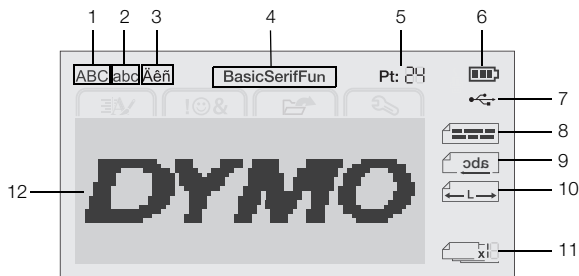 1 2 3 4 5 6
ABC abc Äêñ BasicSerifFun Pt: 24
!☺&
7
8
abc 9
L 10
12 DYMO
x 11